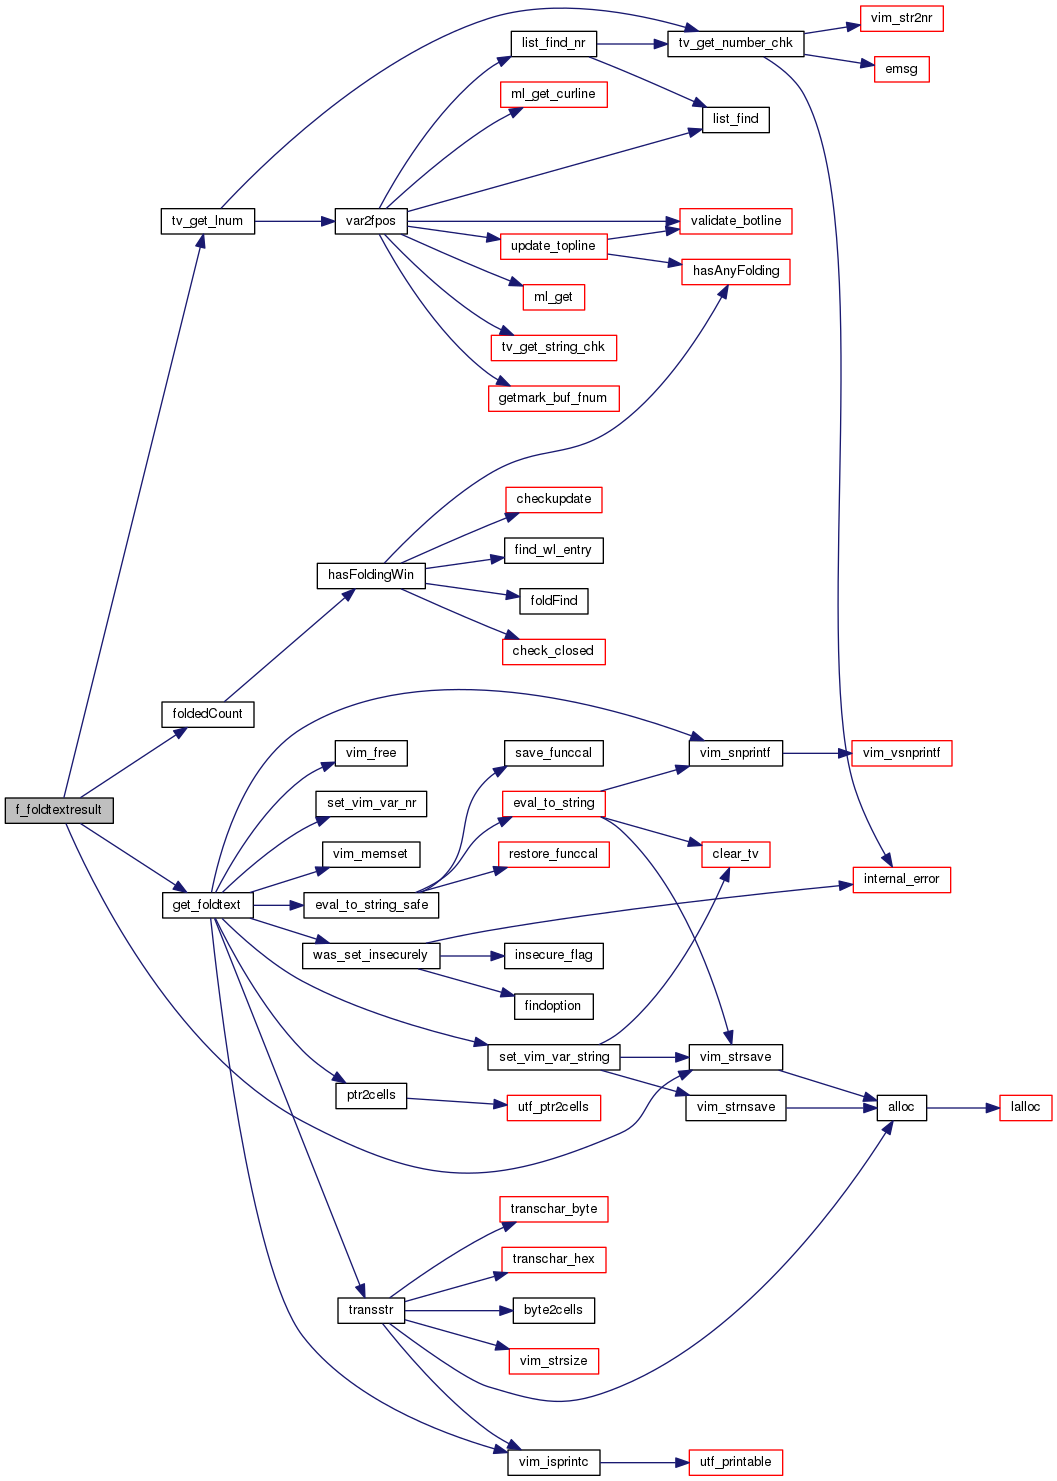 vim_str2nr
list_find_nr
tv_get_number_chk
emsg
ml_get_curline
list_find
tv_get_lnum
var2fpos
validate_botline
update_topline
hasAnyFolding
ml_get
tv_get_string_chk
getmark_buf_fnum
checkupdate
find_wl_entry
hasFoldingWin
foldFind
check_closed
foldedCount
vim_free
save_funccal
vim_snprintf
vim_vsnprintf
f_foldtextresult
set_vim_var_nr
eval_to_string
vim_memset
restore_funccal
clear_tv
internal_error
get_foldtext
eval_to_string_safe
was_set_insecurely
insecure_flag
findoption
set_vim_var_string
vim_strsave
ptr2cells
utf_ptr2cells
vim_strnsave
alloc
lalloc
transchar_byte
transchar_hex
transstr
byte2cells
vim_strsize
vim_isprintc
utf_printable